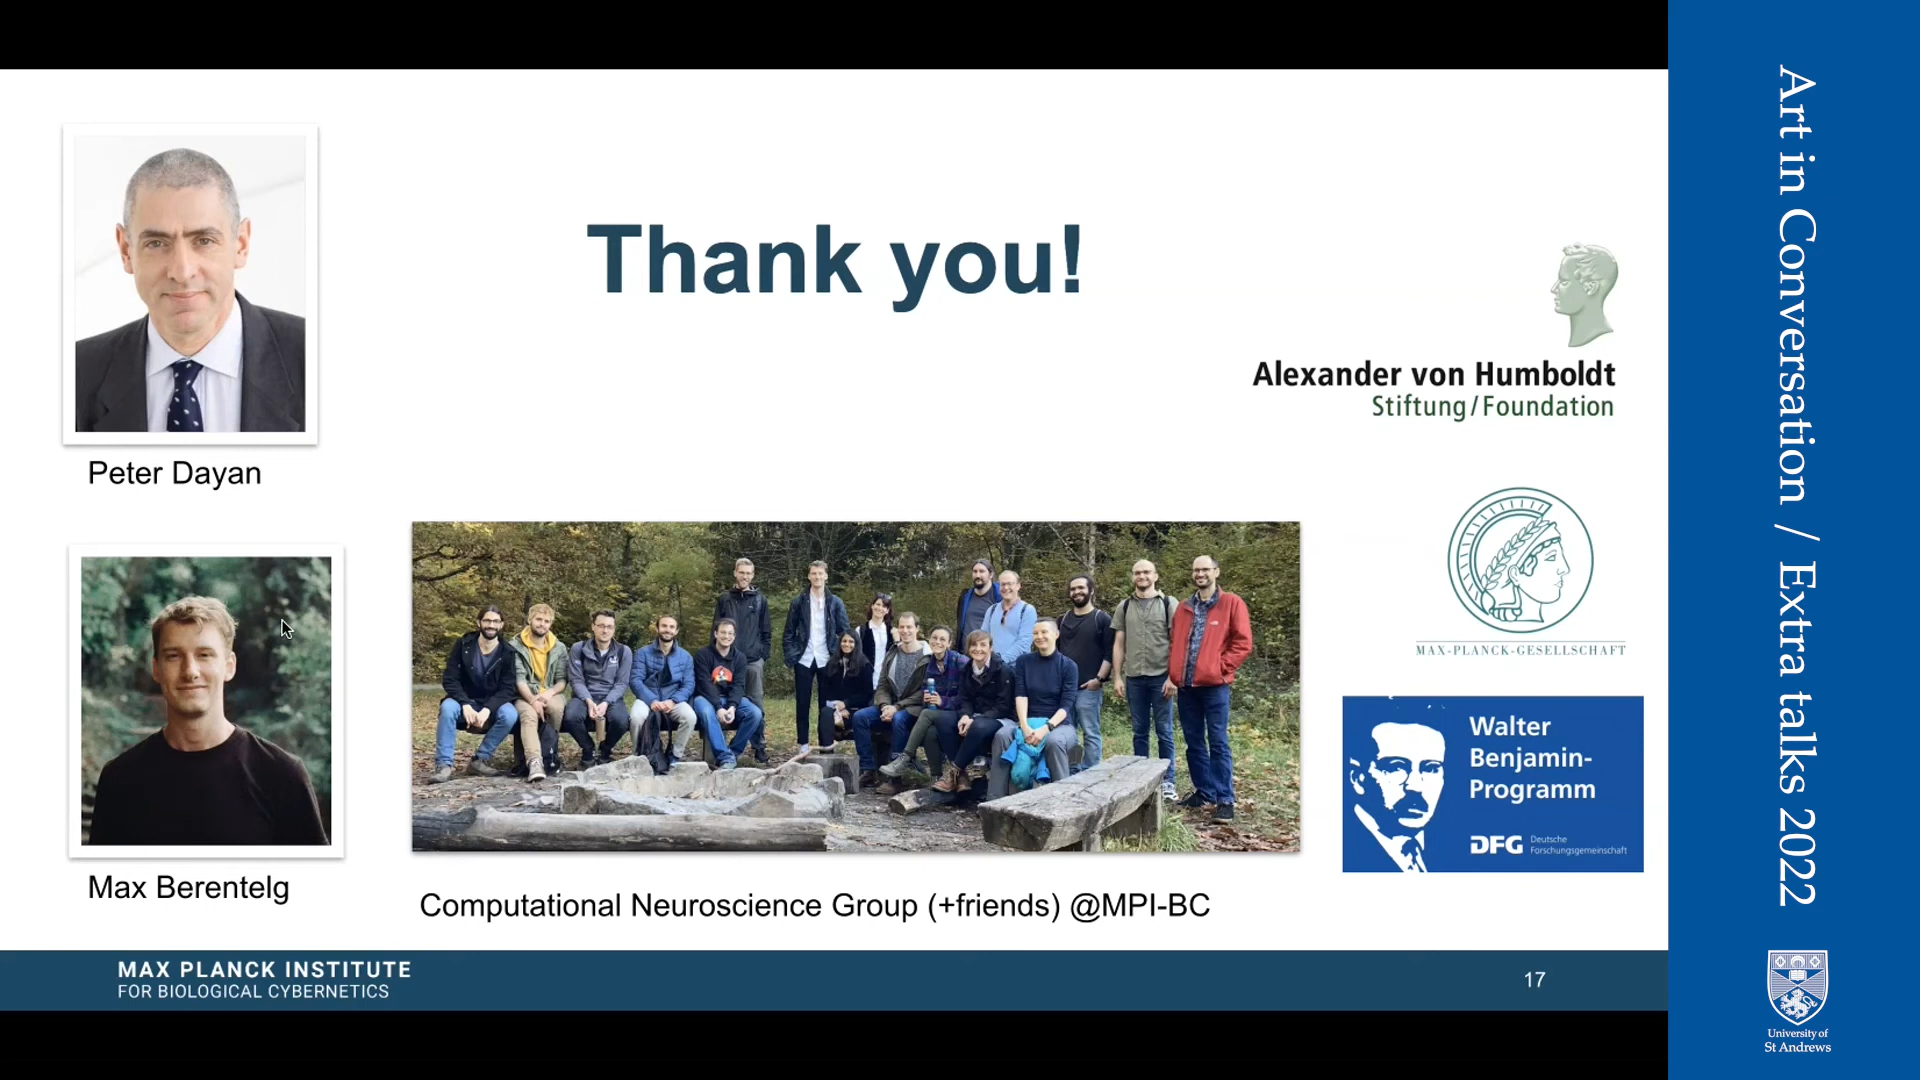 Thank you!
Peter Dayan
Max Berentelg
Computational Neuroscience Group (+friends) @MPI-BC
Alexander von Humboldt
Stiftung/Foundation
MAX-PLANCK-GESELLSCHAFT
Walter
Benjamin-
Programm
DFG Deutsche
Forschungsgemeinschaft
MAX PLANCK INSTITUTE
FOR BIOLOGICAL CYBERNETICS
17
Art in Conversation / Extra talks 2022
University of
St Andrews